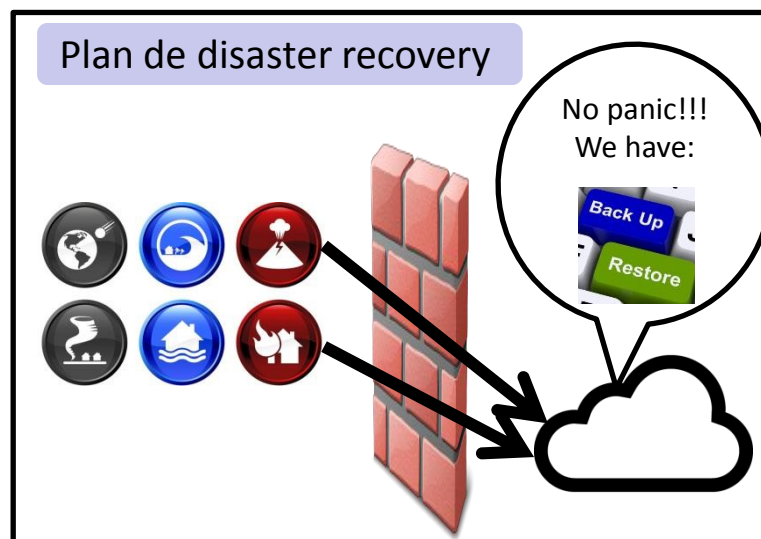 Plan de disaster recovery
No panic!!!
We have:
Back Up
Restore